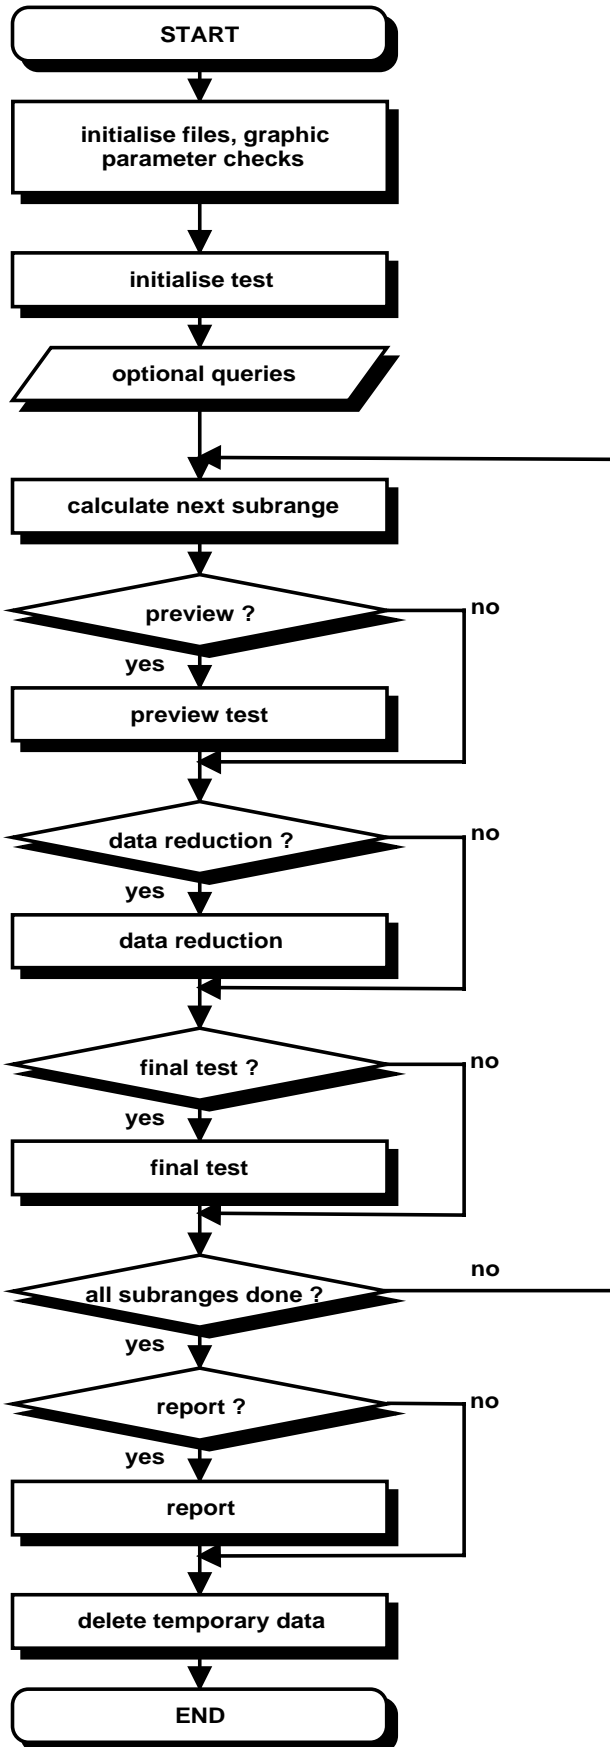 START
initialise files, graphic
parameter checks
initialise test
optional queries
calculate next subrange
preview ?
no
yes
preview test
data reduction ?
no
yes
data reduction
final test ?
no
yes
final test
all subranges done ?
no
yes
report ?
no
yes
report
delete temporary data
END